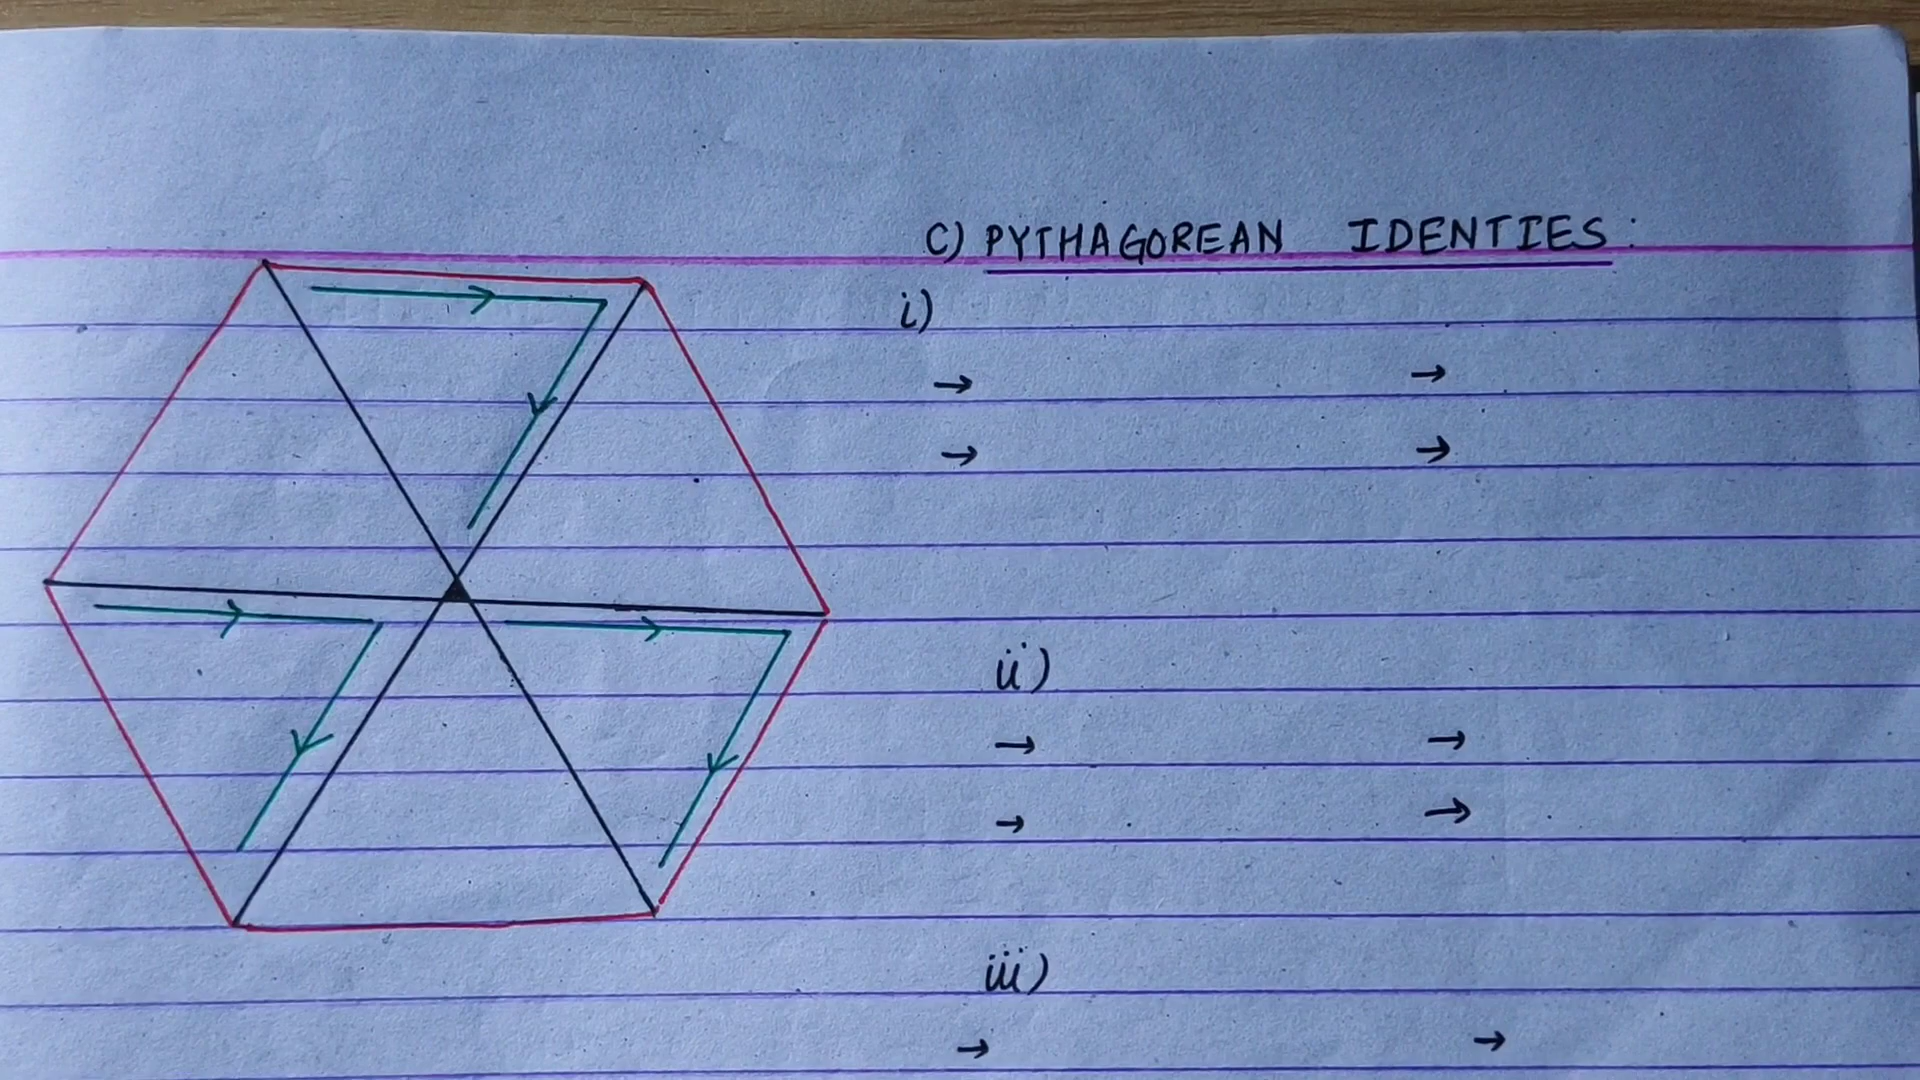 C) PYTHAGOREAN IDENTIES:
i)
→ →
→ →
ii)
→ →
→ →
iii)
→ →